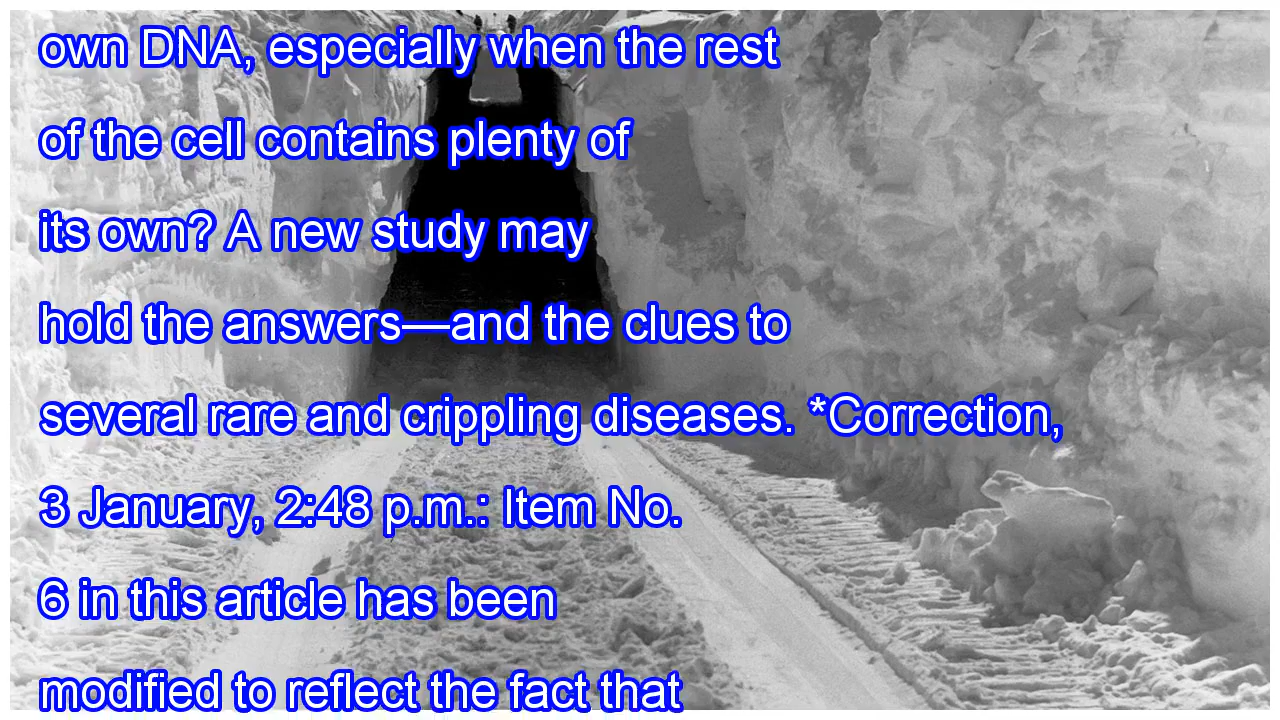 own DNA, especially when the rest
of the cell contains plenty of
its own? A new study may
hold the answers—and the clues to
several rare and crippling diseases. *Correction,
3 January, 2:48 p.m.: Item No.
6 in this article has been
modified to reflect the fact that